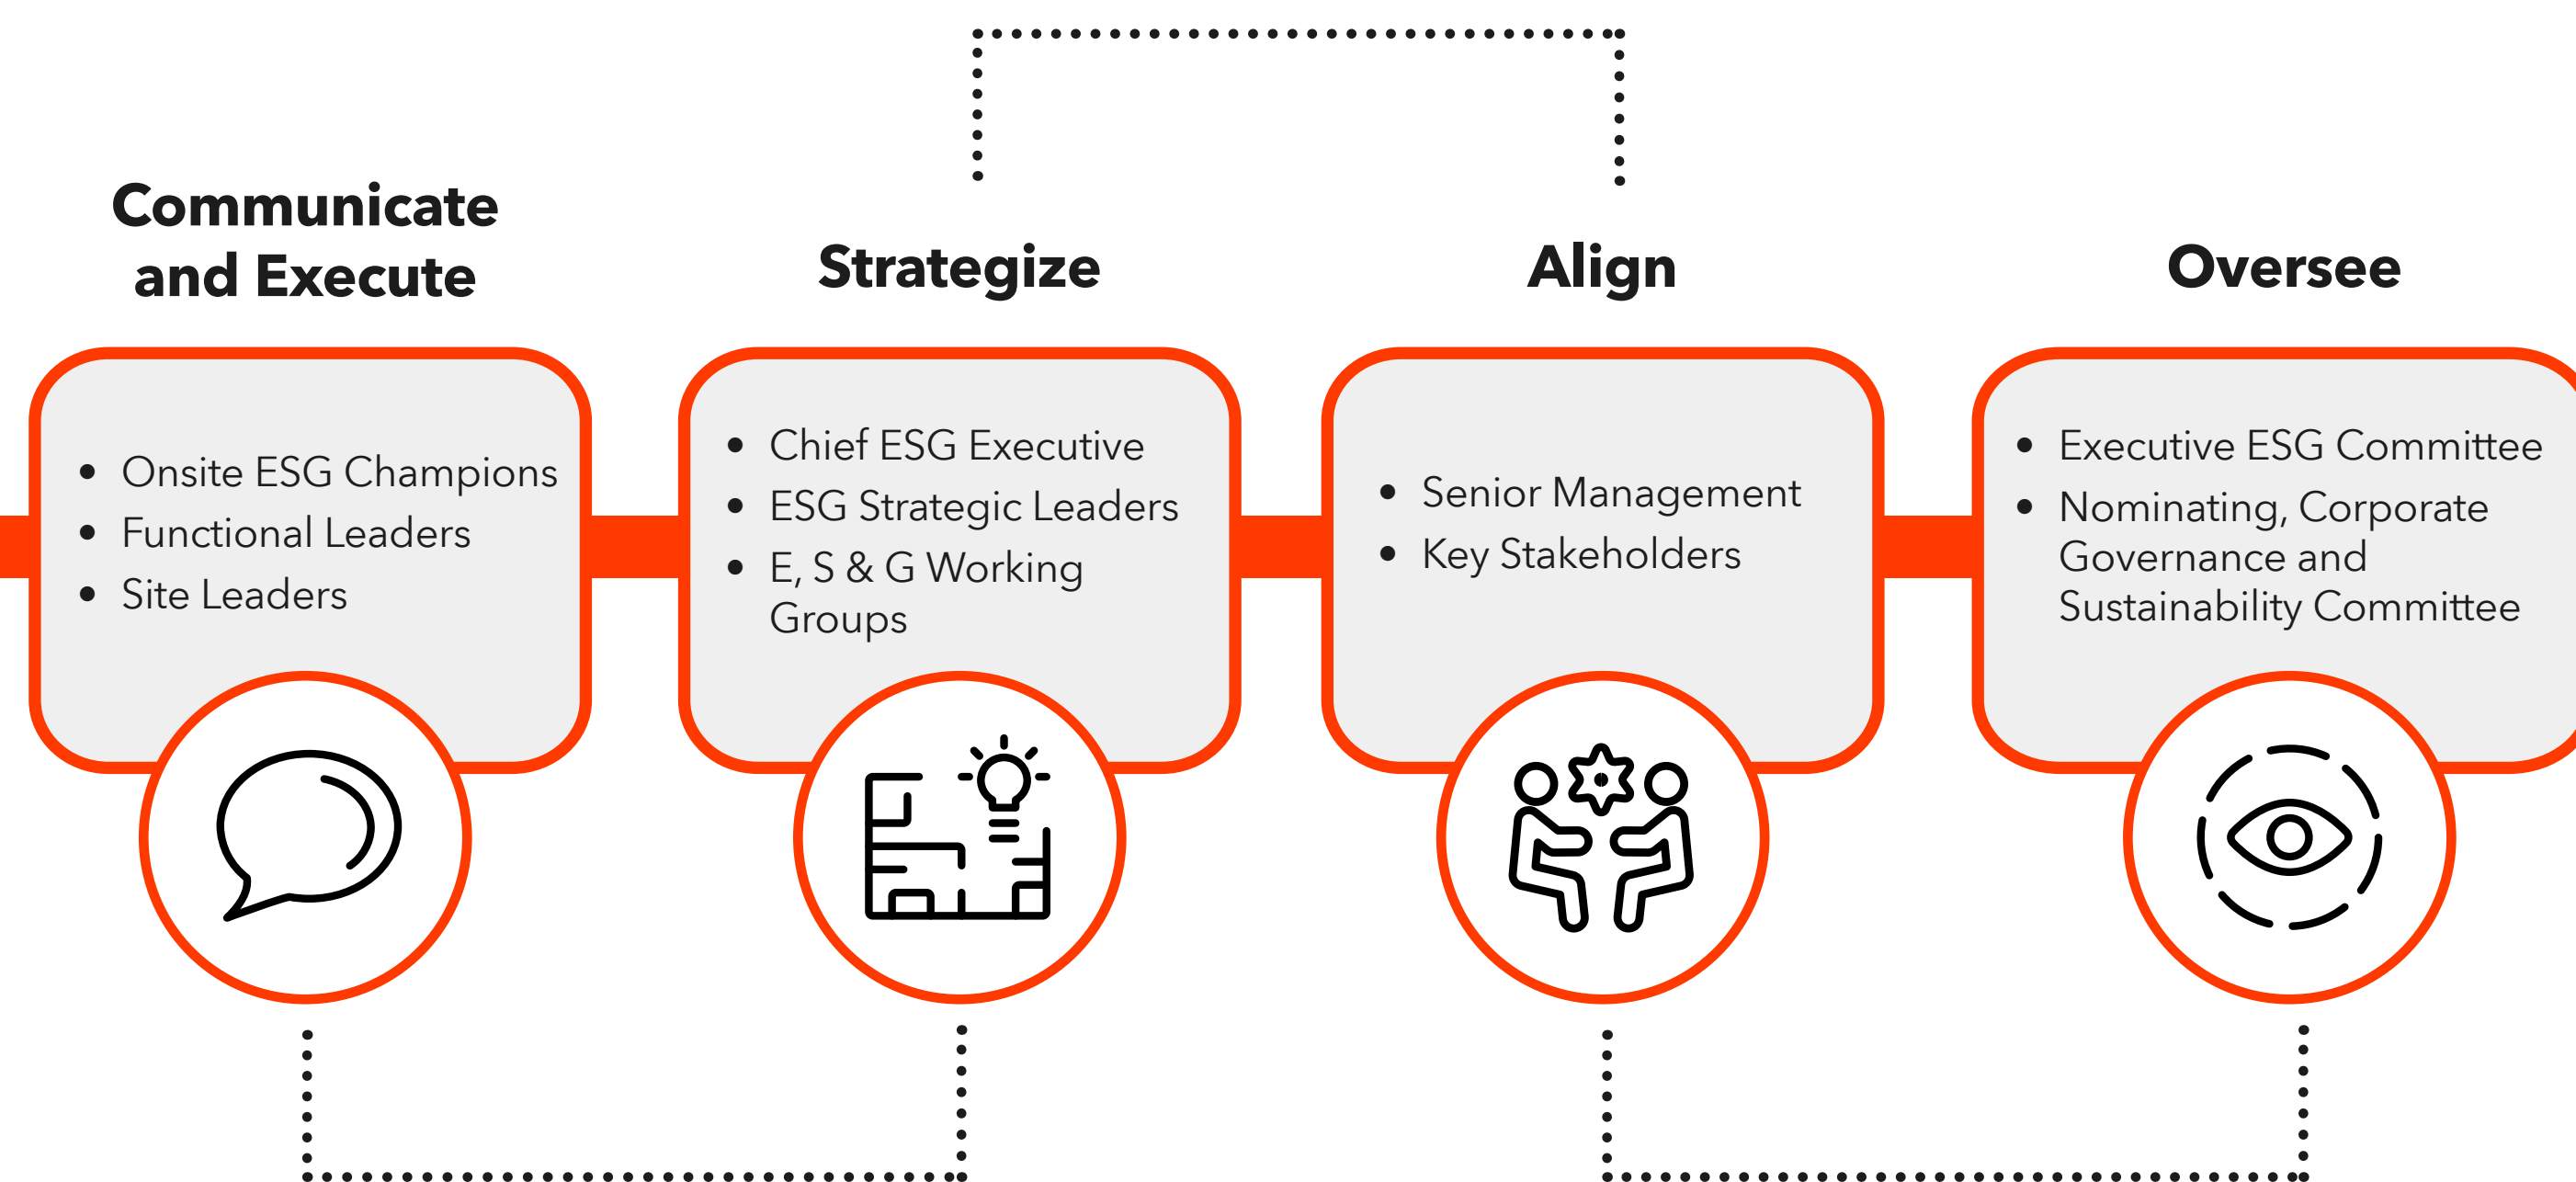 Communicate
and Execute
• Onsite ESG Champions
• Functional Leaders
• Site Leaders
Strategize
• Chief ESG Executive
• ESG Strategic Leaders
• E, S & G Working
Groups
Align
• Senior Management
• Key Stakeholders
Oversee
• Executive ESG Committee
• Nominating, Corporate
Governance and
Sustainability Committee